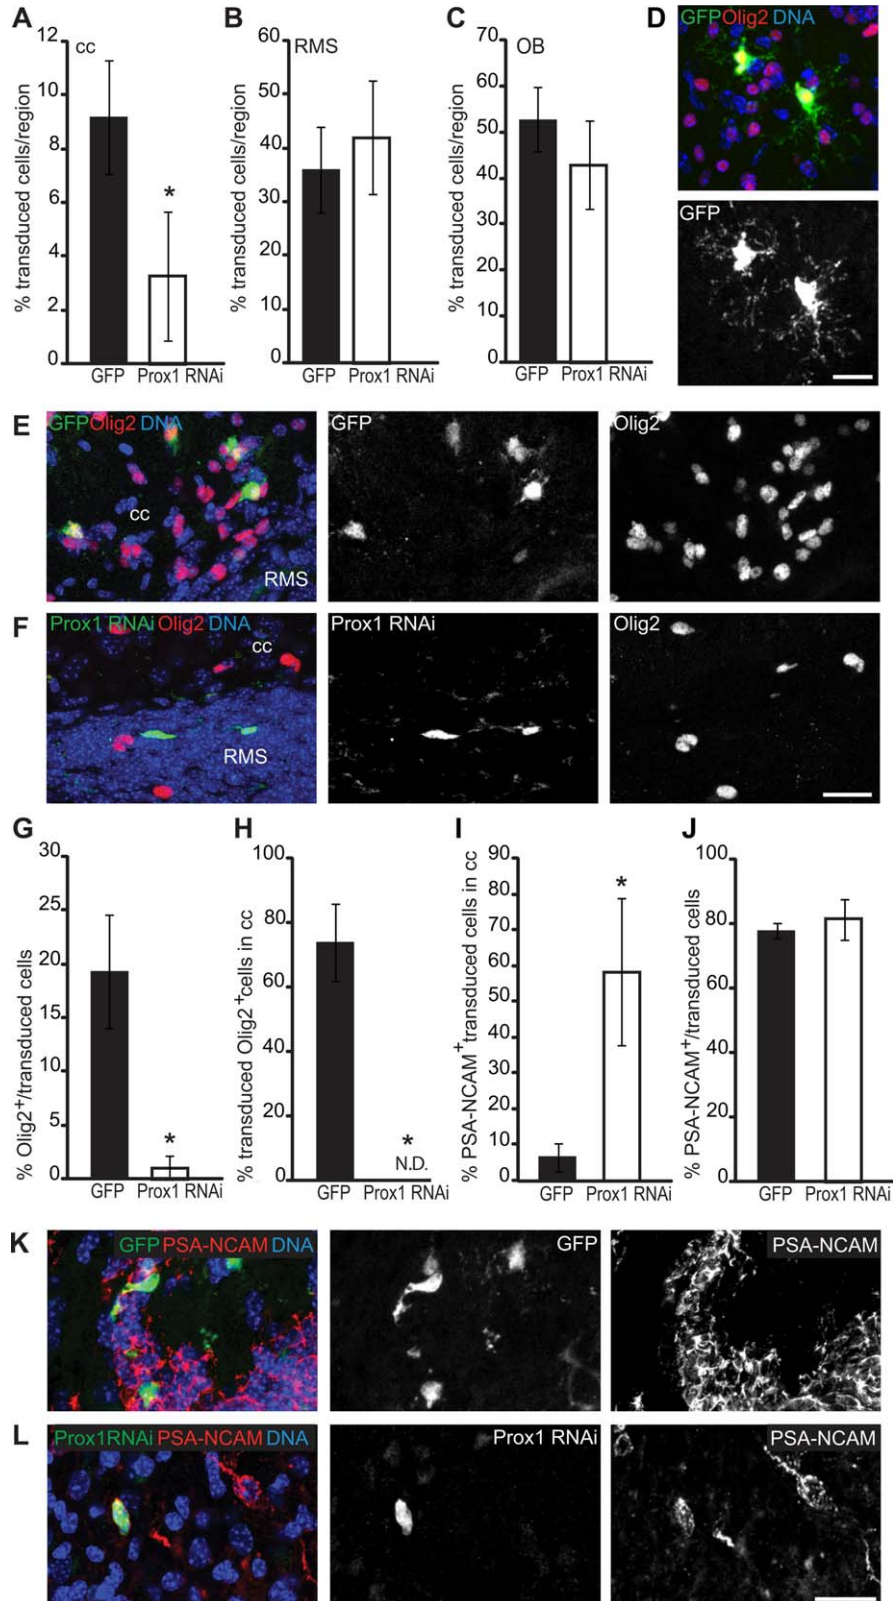 A
cc
% transduced cells/region
12
10
8
6
4
2
0
*
GFP Prox1 RNAi
B
RMS
% transduced cells/region
60
50
40
30
20
10
0
GFP Prox1 RNAi
C
OB
% transduced cells/region
70
60
50
40
30
20
10
0
GFP Prox1 RNAi
D
GFP Olig2 DNA
GFP
E
GFP Olig2 DNA
cc
RMS
GFP
Olig2
F
Prox1 RNAi Olig2 DNA
cc
RMS
Prox1 RNAi
Olig2
G
% Olig2+/transduced cells
30
25
20
15
10
5
0
*
GFP Prox1 RNAi
H
% transduced Olig2+cells in cc
100
80
60
40
20
0
*
N.D.
GFP Prox1 RNAi
I
% PSA-NCAM+transduced cells in cc
90
80
70
60
50
40
30
20
10
0
*
GFP Prox1 RNAi
J
% PSA-NCAM+/transduced cells
100
80
60
40
20
0
GFP Prox1 RNAi
K
GFP PSA-NCAM DNA
GFP
PSA-NCAM
L
Prox1RNAi PSA-NCAM DNA
Prox1 RNAi
PSA-NCAM